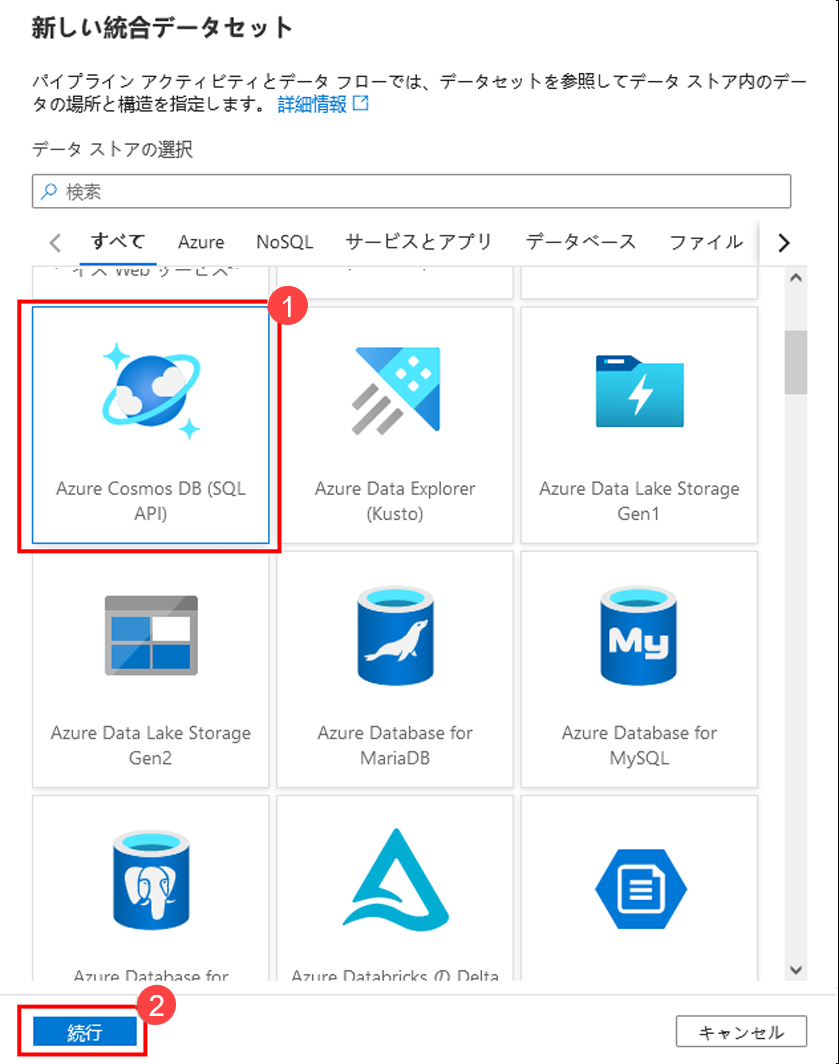 新しい統合データセット
パイプライン アクティビティとデータ フローでは、データセットを参照してデータ ストア内のデー
タの場所と構造を指定します。 詳細情報
データ ストアの選択
検索
すべて Azure NoSQL サービスとアプリ データベース ファイル
イス Web サービス
1
Azure Cosmos DB (SQL
API)
Azure Data Explorer
(Kusto)
Azure Data Lake Storage
Gen1
Azure Data Lake Storage
Gen2
Azure Database for
MariaDB
My
Azure Database for
MySQL
Azure Database for
Azure Databricks の Delta
2
続行
キャンセル